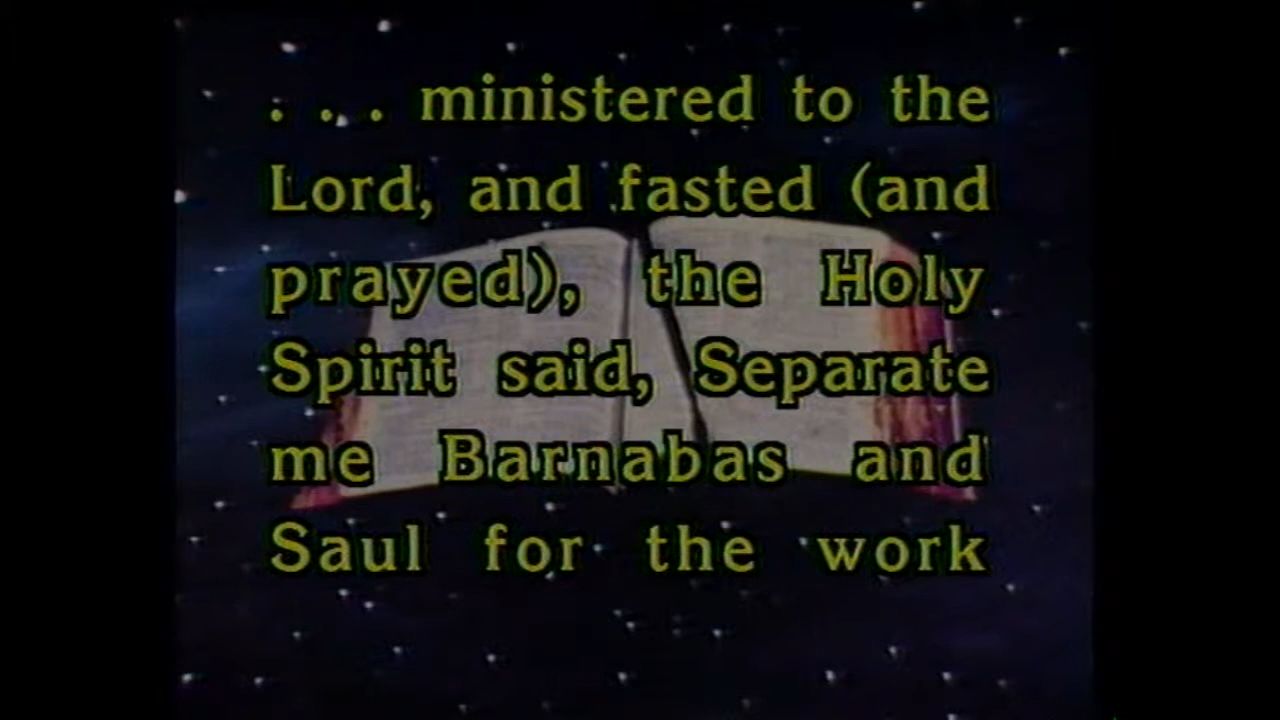 . . . ministered to the
Lord, and fasted (and
prayed), the Holy
Spirit said, Separate
me Barnabas and
Saul for the work